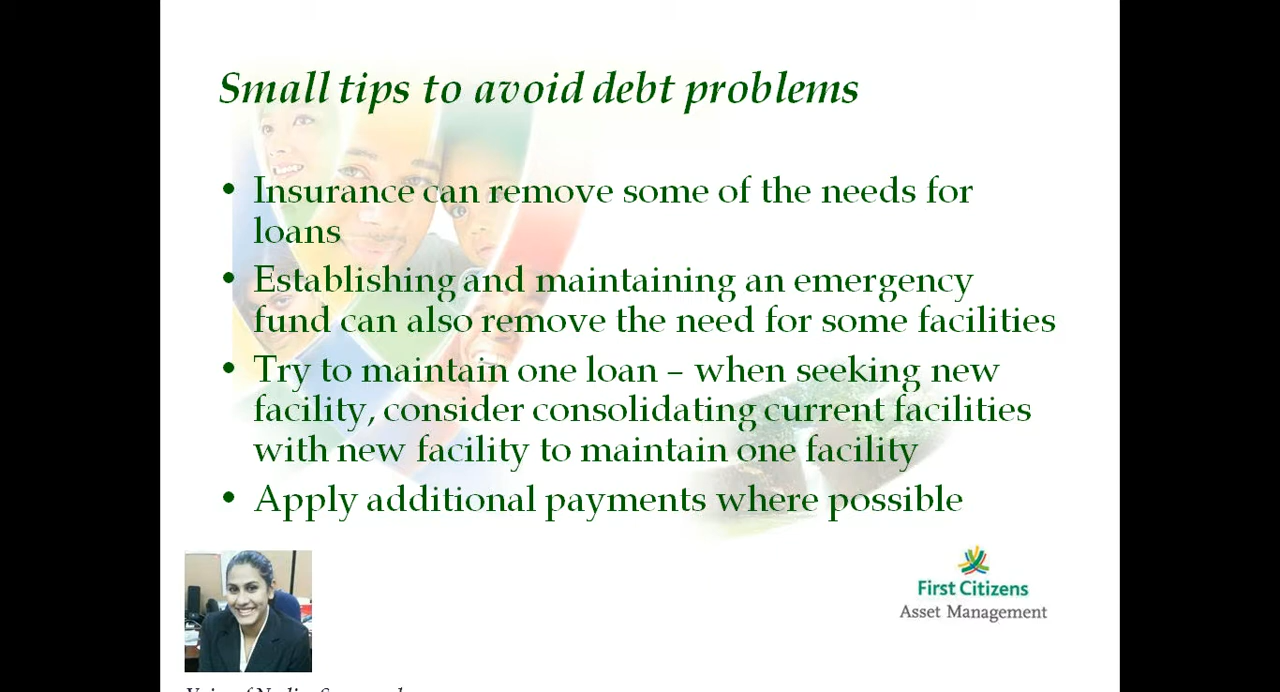 Small tips to avoid debt problems
• Insurance can remove some of the needs for
loans
• Establishing and maintaining an emergency
fund can also remove the need for some facilities
• Try to maintain one loan – when seeking new
facility, consider consolidating current facilities
with new facility to maintain one facility
• Apply additional payments where possible
First Citizens
Asset Management